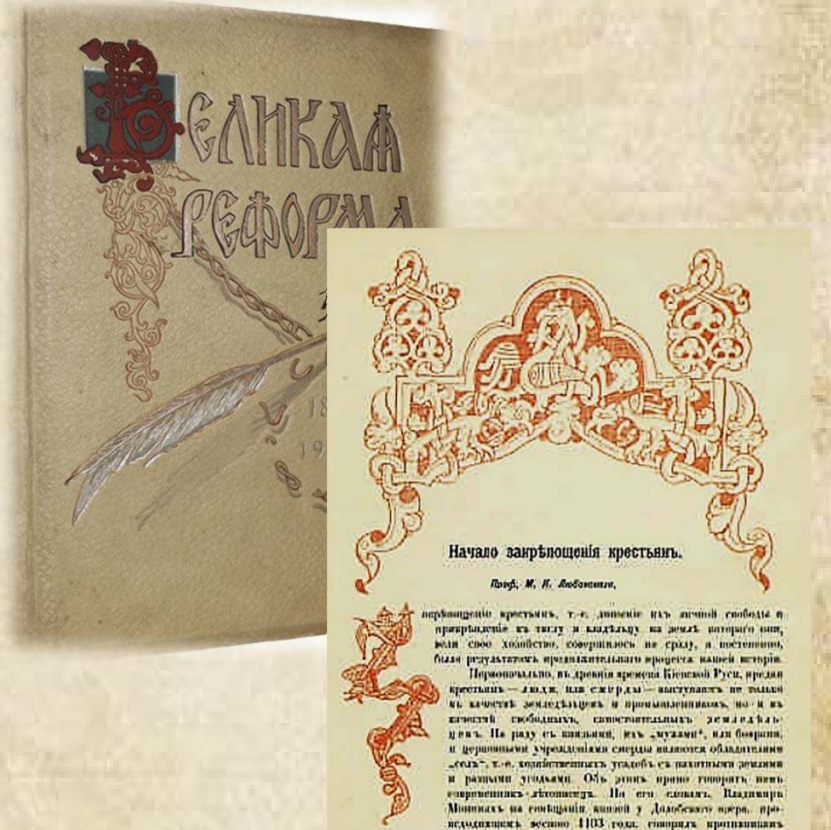 ВЕЛИКАЯ
РЕФОРМА
18
19
Начало закрѣпощенія крестьянъ.
Проф. М. К. Любавскаго.
Закрѣпощеніе крестьянъ, т.-е. лишеніе ихъ личной свободы и
прикрѣпленіе къ тяглу и владѣльцу на землѣ котораго они,
вели свое хозяйство, совершилось не сразу, а постепенно,
было результатомъ продолжительнаго процесса нашей исторіи.
Первоначально, въ древнія времена Кіевской Руси, предки
крестьянъ — люди, или смерды — выступаютъ не только
въ качествѣ земледѣльцевъ и промышленниковъ, но и въ
качествѣ свободныхъ, самостоятельныхъ земледѣль-
цевъ. На ряду съ князьями, ихъ „мужами“, или боярами,
и церковными учрежденіями смерды являются обладателями
„селъ“, т.-е. хозяйственныхъ усадебъ съ пахотными землями
и разными угодьями. Объ этомъ прямо говоритъ намъ
современникъ-лѣтописецъ. По его словамъ, Владимиръ
Мономахъ на совѣщаніи князей у Долобскаго озера, про-
исходившемъ весною 1103 года, говорилъ противникамъ